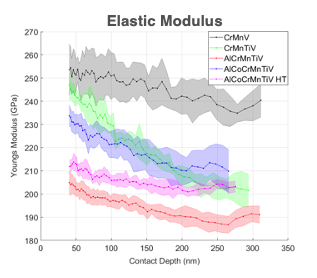 Elastic Modulus
270
260
250
240
230
220
210
200
190
180
Youngs Modulus (GPa)
CrMnV
CrMnTiV
AlCrMnTiV
AlCoCrMnTiV
AlCoCrMnTiV HT
0 50 100 150 200 250 300 350
Contact Depth (nm)